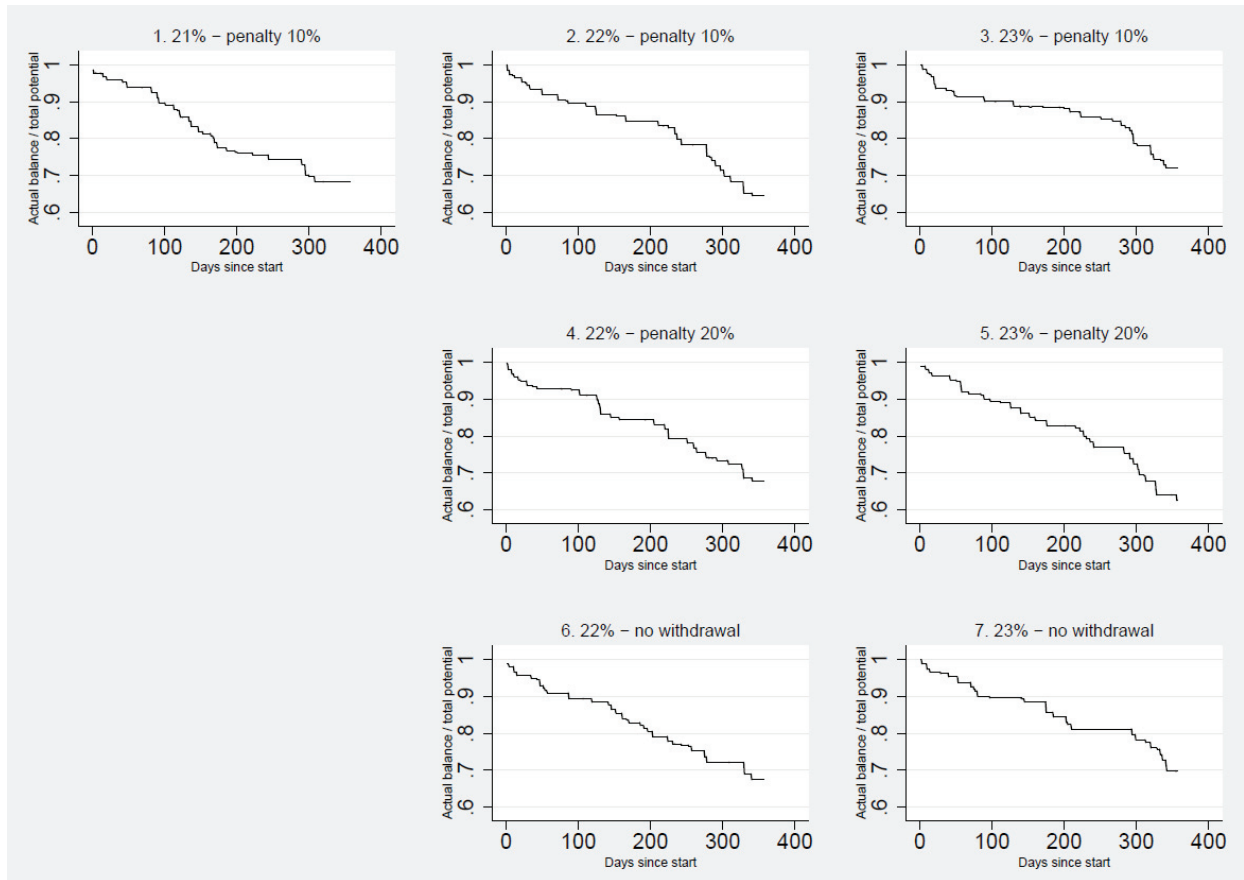 1. 21% − penalty 10%
Actual balance / total potential
1
.9
.8
.7
.6
0 100 200 300 400
Days since start
2. 22% − penalty 10%
Actual balance / total potential
1
.9
.8
.7
.6
0 100 200 300 400
Days since start
3. 23% − penalty 10%
Actual balance / total potential
1
.9
.8
.7
.6
0 100 200 300 400
Days since start
4. 22% − penalty 20%
Actual balance / total potential
1
.9
.8
.7
.6
0 100 200 300 400
Days since start
5. 23% − penalty 20%
Actual balance / total potential
1
.9
.8
.7
.6
0 100 200 300 400
Days since start
6. 22% − no withdrawal
Actual balance / total potential
1
.9
.8
.7
.6
0 100 200 300 400
Days since start
7. 23% − no withdrawal
Actual balance / total potential
1
.9
.8
.7
.6
0 100 200 300 400
Days since start